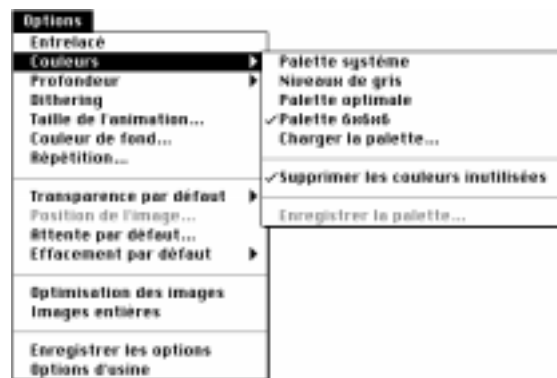 Options
Entrelacé
Couleurs
Profondeur
Dithering
Taille de l'animation...
Couleur de fond...
Répétition...
Transparence par défaut
Position de l'image...
Attente par défaut...
Effacement par défaut
Optimisation des images
Images entières
Enregistrer les options
Options d'usine
Palette système
Niveaux de gris
Palette optimale
✓Palette 6x6x6
Charger la palette...
✓Supprimer les couleurs inutilisées
Enregistrer la palette...